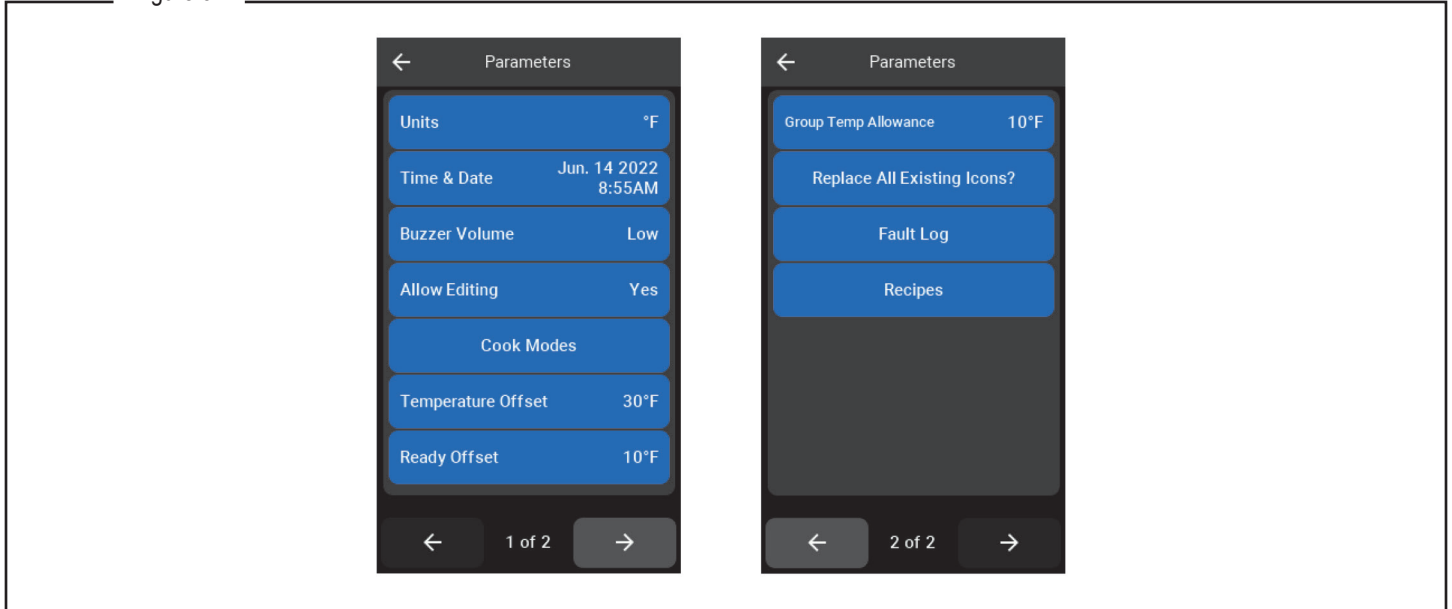 Parameters
Units °F
Time & Date Jun. 14 2022
8:55AM
Buzzer Volume Low
Allow Editing Yes
Cook Modes
Temperature Offset 30°F
Ready Offset 10°F
1 of 2
Parameters
Group Temp Allowance 10°F
Replace All Existing Icons?
Fault Log
Recipes
2 of 2